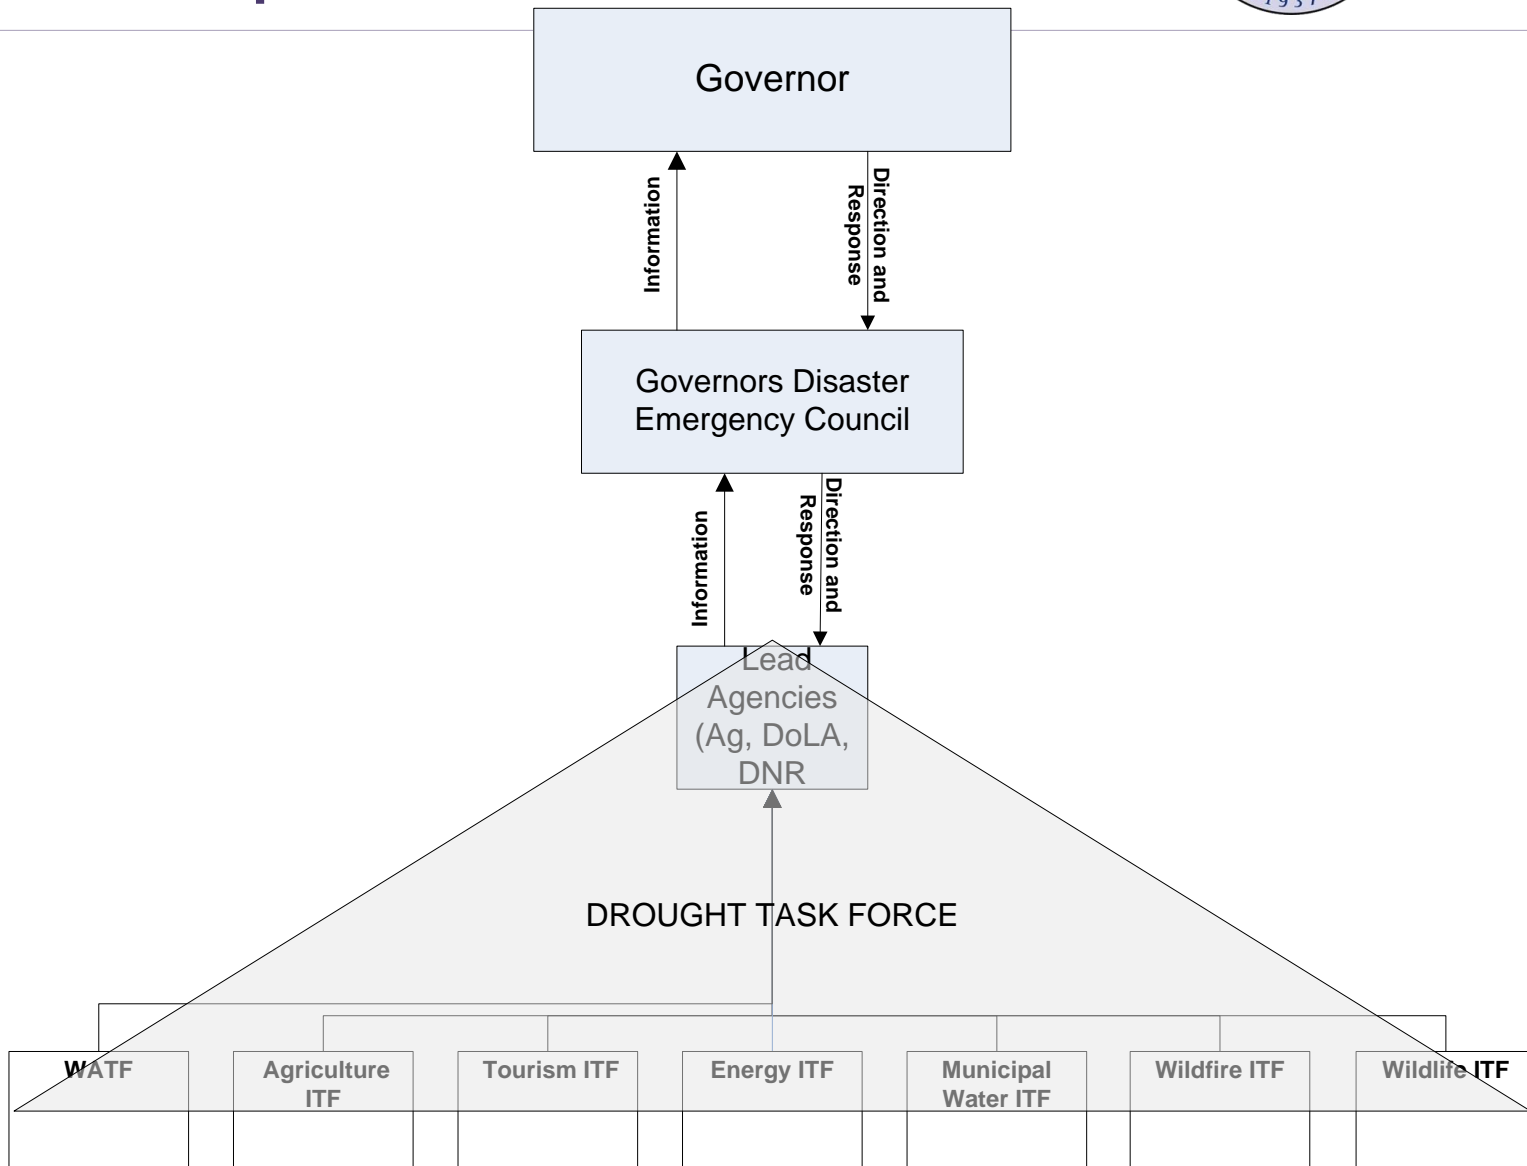 1937
Governor
Information
Direction and
Response
Governors Disaster
Emergency Council
Information
Direction and
Response
Lead
Agencies
(Ag, DoLA,
DNR
DROUGHT TASK FORCE
WATF
Agriculture
ITF
Tourism ITF
Energy ITF
Municipal
Water ITF
Wildfire ITF
Wildlife ITF